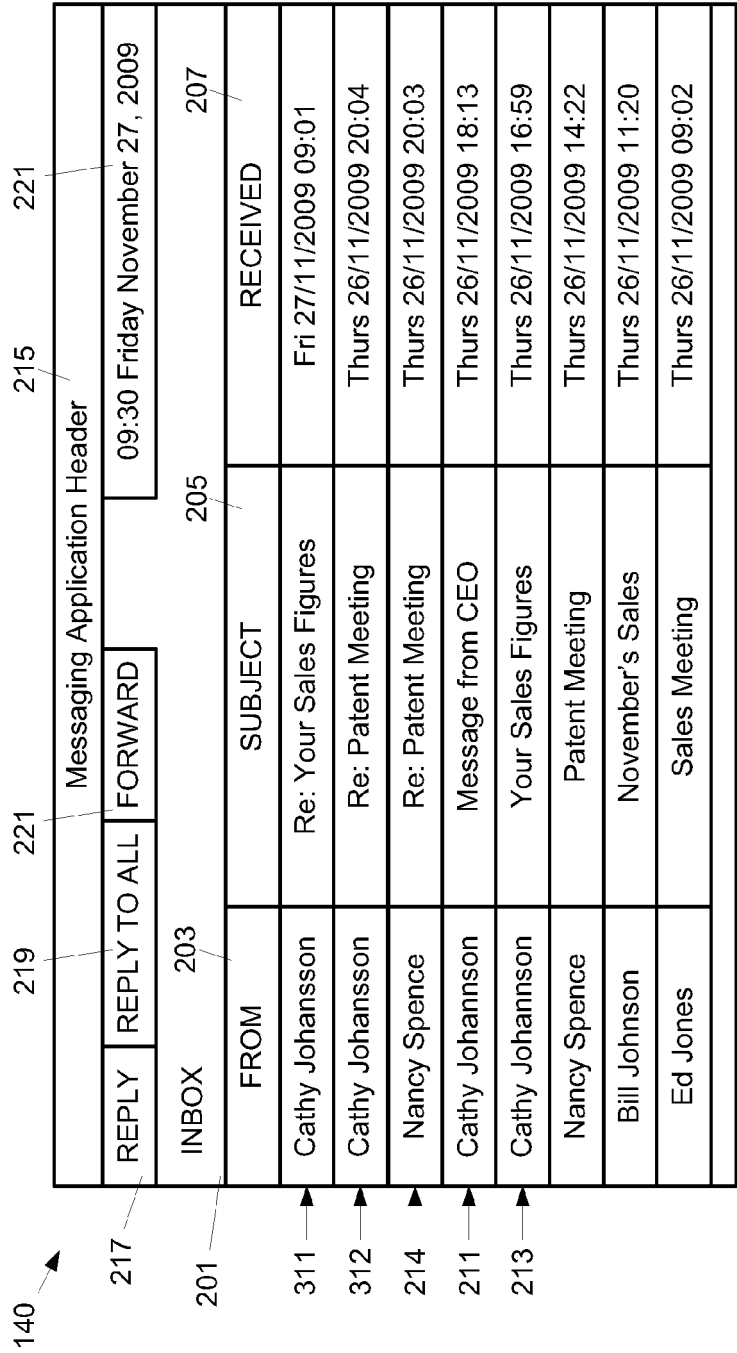 140
215
221
219
221
Messaging Application Header
217
REPLY
REPLY TO ALL
FORWARD
09:30 Friday November 27, 2009
201
INBOX
203
205
207
FROM
SUBJECT
RECEIVED
311
Cathy Johansson
Re: Your Sales Figures
Fri 27/11/2009 09:01
312
Cathy Johansson
Re: Patent Meeting
Thurs 26/11/2009 20:04
214
Nancy Spence
Re: Patent Meeting
Thurs 26/11/2009 20:03
211
Cathy Johannson
Message from CEO
Thurs 26/11/2009 18:13
213
Cathy Johannson
Your Sales Figures
Thurs 26/11/2009 16:59
Nancy Spence
Patent Meeting
Thurs 26/11/2009 14:22
Bill Johnson
November's Sales
Thurs 26/11/2009 11:20
Ed Jones
Sales Meeting
Thurs 26/11/2009 09:02